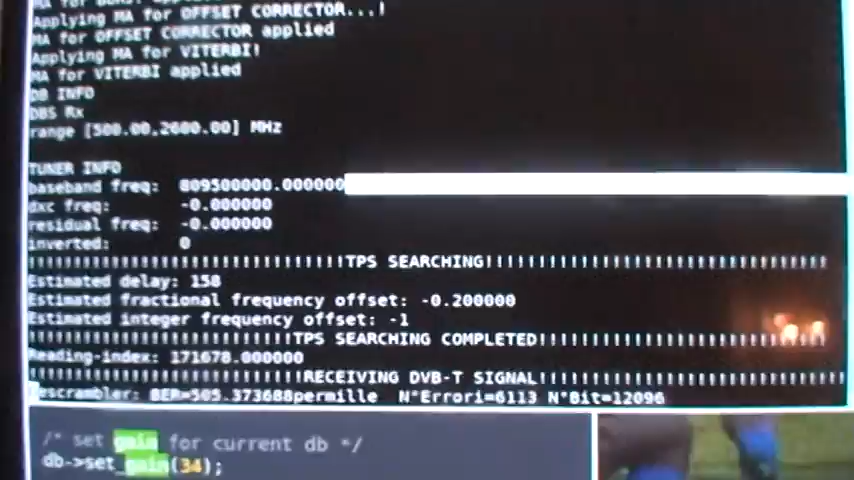 Applying MA for OFFSET CORRECTOR...!
MA for OFFSET CORRECTOR applied
Applying MA for VITERBI!
MA for VITERBI applied
DB INFO
DBS Rx
range [500.00,2600.00] MHz
TUNER INFO
baseband freq: 809500000.000000
dxc freq: -0.000000
residual freq: -0.000000
inverted: 0
!!!!!!!!!!!!!!!!!!!!!!!!!!!!!!!!!!!TPS SEARCHING!!!!!!!!!!!!!!!!!!!!!!!!!!!!!!!!!!!!!!
Estimated delay: 158
Estimated fractional frequency offset: -0.200000
Estimated integer frequency offset: -1
!!!!!!!!!!!!!!!!!!!!!!!!!!!!!TPS SEARCHING COMPLETED!!!!!!!!!!!!!!!!!!!!!!!!!!!!!!!!
Reading-index: 171678.000000
!!!!!!!!!!!!!!!!!!!!!!!!!!!!!!RECEIVING DVB-T SIGNAL!!!!!!!!!!!!!!!!!!!!!!!!!!!!!!!!!!
escrambler: BER=505.373688permille N°Errori=6113 N°Bit=12096
/* set gain for current db */
db->set_gain(34);